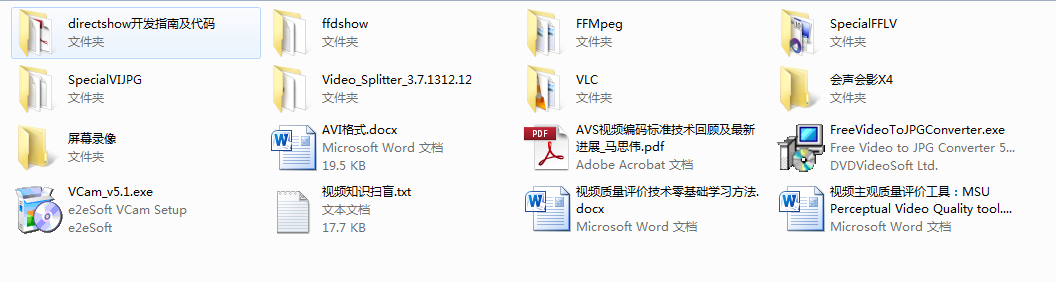 directshow开发指南及代码
文件夹
ffdshow
文件夹
FFMpeg
文件夹
SpecialFFLV
文件夹
SpecialVIJPG
文件夹
Video_Splitter_3.7.1312.12
文件夹
VLC
文件夹
会声会影X4
文件夹
屏幕录像
文件夹
AVI格式.docx
Microsoft Word 文档
19.5 KB
AVS视频编码标准技术回顾及最新
进展_马思伟.pdf
Adobe Acrobat 文档
FreeVideoToJPGConverter.exe
Free Video to JPG Converter 5...
DVDVideoSoft Ltd.
VCam_v5.1.exe
e2eSoft VCam Setup
e2eSoft
视频知识扫盲.txt
文本文档
17.7 KB
视频质量评价技术零基础学习方法.
docx
Microsoft Word 文档
视频主观质量评价工具：MSU
Perceptual Video Quality tool....
Microsoft Word 文档